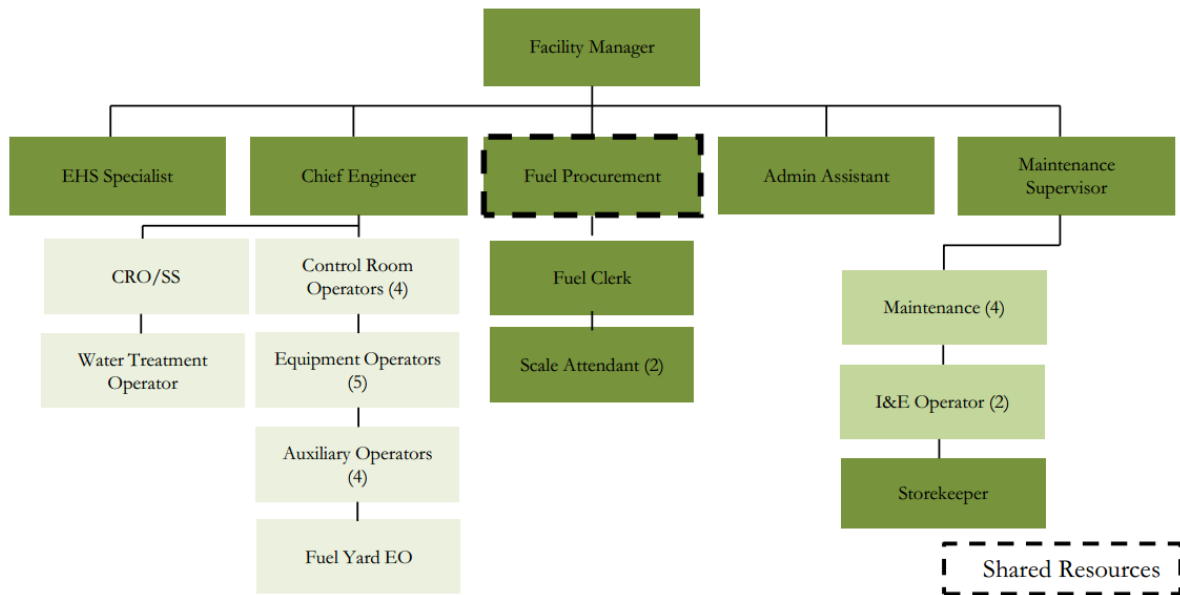 Facility Manager
EHS Specialist
Chief Engineer
Fuel Procurement
Admin Assistant
Maintenance
Supervisor
CRO/SS
Control Room
Operators (4)
Fuel Clerk
Maintenance (4)
Water Treatment
Operator
Equipment Operators
(5)
Scale Attendant (2)
I&E Operator (2)
Auxiliary Operators
(4)
Storekeeper
Fuel Yard EO
Shared Resources